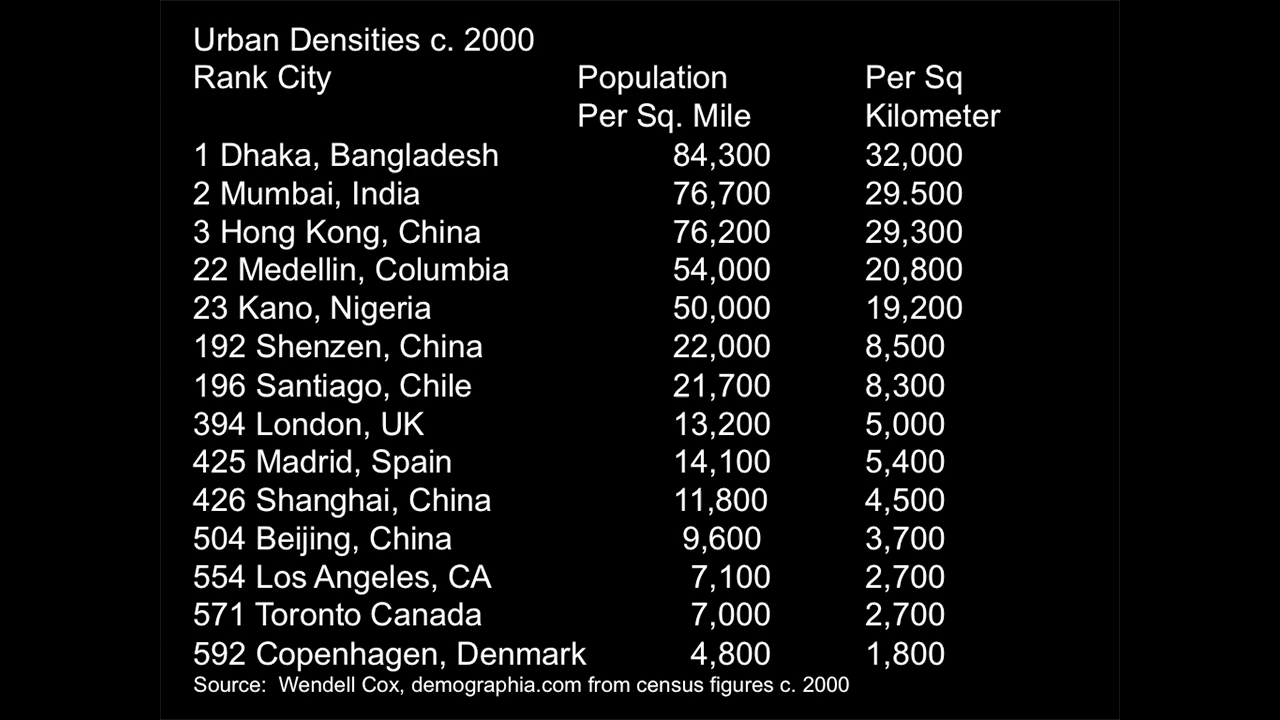 Urban Densities c. 2000
Rank City Population Per Sq
Per Sq. Mile Kilometer
1 Dhaka, Bangladesh 84,300 32,000
2 Mumbai, India 76,700 29.500
3 Hong Kong, China 76,200 29,300
22 Medellin, Columbia 54,000 20,800
23 Kano, Nigeria 50,000 19,200
192 Shenzen, China 22,000 8,500
196 Santiago, Chile 21,700 8,300
394 London, UK 13,200 5,000
425 Madrid, Spain 14,100 5,400
426 Shanghai, China 11,800 4,500
504 Beijing, China 9,600 3,700
554 Los Angeles, CA 7,100 2,700
571 Toronto Canada 7,000 2,700
592 Copenhagen, Denmark 4,800 1,800
Source: Wendell Cox, demographia.com from census figures c. 2000